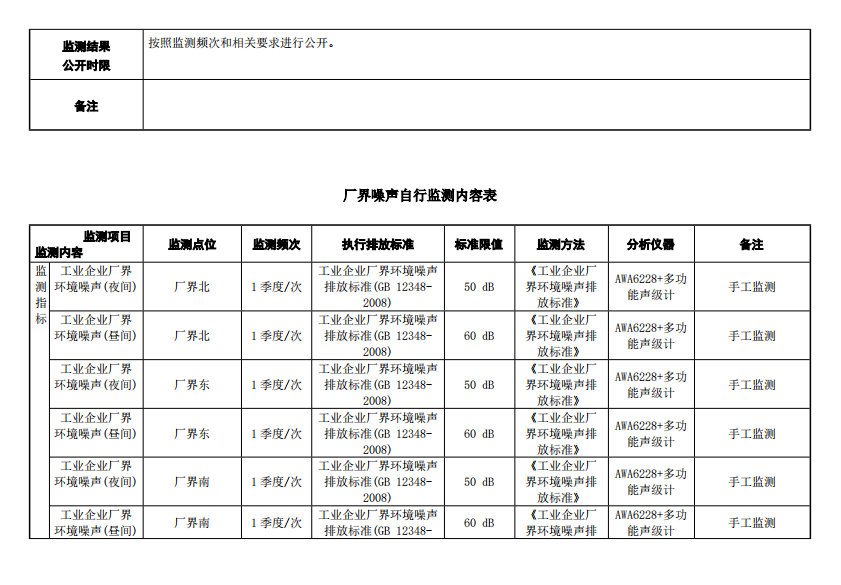 监测结果
公开时限
按照监测频次和相关要求进行公开。
备注
厂界噪声自行监测内容表
监测项目
监测内容
监测点位
监测频次
执行排放标准
标准限值
监测方法
分析仪器
备注
监
测
指
标
工业企业厂界
环境噪声(夜间)
厂界北
1 季度/次
工业企业厂界环境噪声
排放标准(GB 12348-
2008)
50 dB
《工业企业厂
界环境噪声排
放标准》
AWA6228+多功
能声级计
手工监测
工业企业厂界
环境噪声(昼间)
厂界北
1 季度/次
工业企业厂界环境噪声
排放标准(GB 12348-
2008)
60 dB
《工业企业厂
界环境噪声排
放标准》
AWA6228+多功
能声级计
手工监测
工业企业厂界
环境噪声(夜间)
厂界东
1 季度/次
工业企业厂界环境噪声
排放标准(GB 12348-
2008)
50 dB
《工业企业厂
界环境噪声排
放标准》
AWA6228+多功
能声级计
手工监测
工业企业厂界
环境噪声(昼间)
厂界东
1 季度/次
工业企业厂界环境噪声
排放标准(GB 12348-
2008)
60 dB
《工业企业厂
界环境噪声排
放标准》
AWA6228+多功
能声级计
手工监测
工业企业厂界
环境噪声(夜间)
厂界南
1 季度/次
工业企业厂界环境噪声
排放标准(GB 12348-
2008)
50 dB
《工业企业厂
界环境噪声排
放标准》
AWA6228+多功
能声级计
手工监测
工业企业厂界
环境噪声(昼间)
厂界南
1 季度/次
工业企业厂界环境噪声
排放标准(GB 12348-
60 dB
《工业企业厂
界环境噪声排
AWA6228+多功
能声级计
手工监测